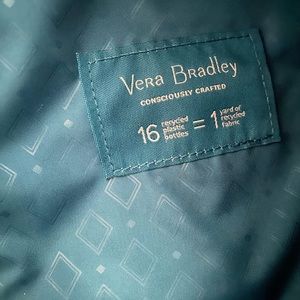 Vera Bradley
CONSCIOUSLY CRAFTED
16 recycled plastic bottles = 1 yard of recycled fabric